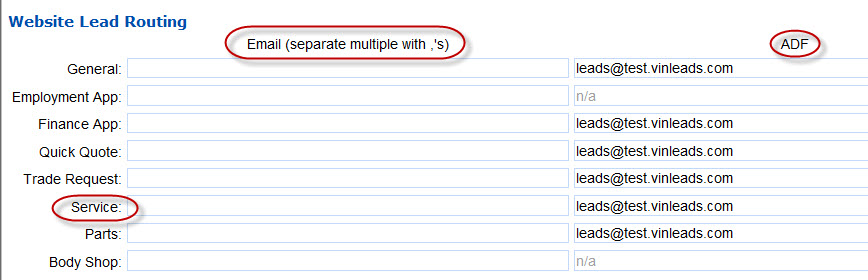 Website Lead Routing
Email (separate multiple with ,'s) ADF
General: leads@test.vinleads.com
Employment App: n/a
Finance App: leads@test.vinleads.com
Quick Quote: leads@test.vinleads.com
Trade Request: leads@test.vinleads.com
Service: leads@test.vinleads.com
Parts: leads@test.vinleads.com
Body Shop: n/a